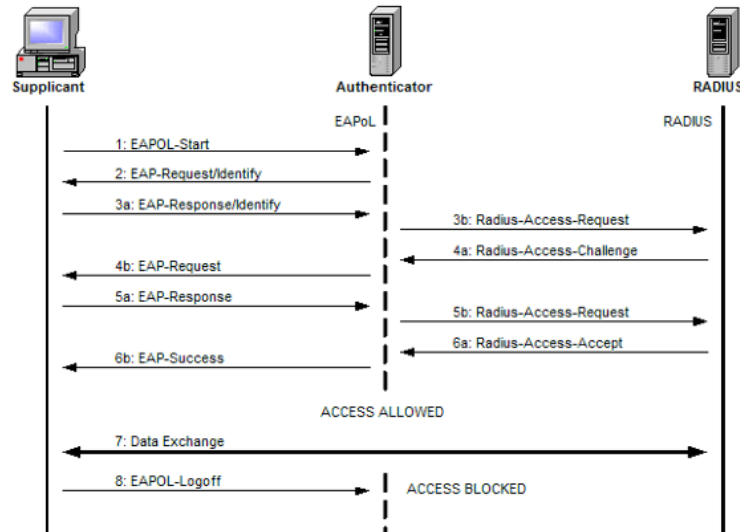 Supplicant
Authenticator
RADIUS
EAPoL
RADIUS
1: EAPOL-Start
2: EAP-Request/Identify
3a: EAP-Response/Identify
3b: Radius-Access-Request
4a: Radius-Access-Challenge
4b: EAP-Request
5a: EAP-Response
5b: Radius-Access-Request
6a: Radius-Access-Accept
6b: EAP-Success
ACCESS ALLOWED
7: Data Exchange
8: EAPOL-Logoff
ACCESS BLOCKED